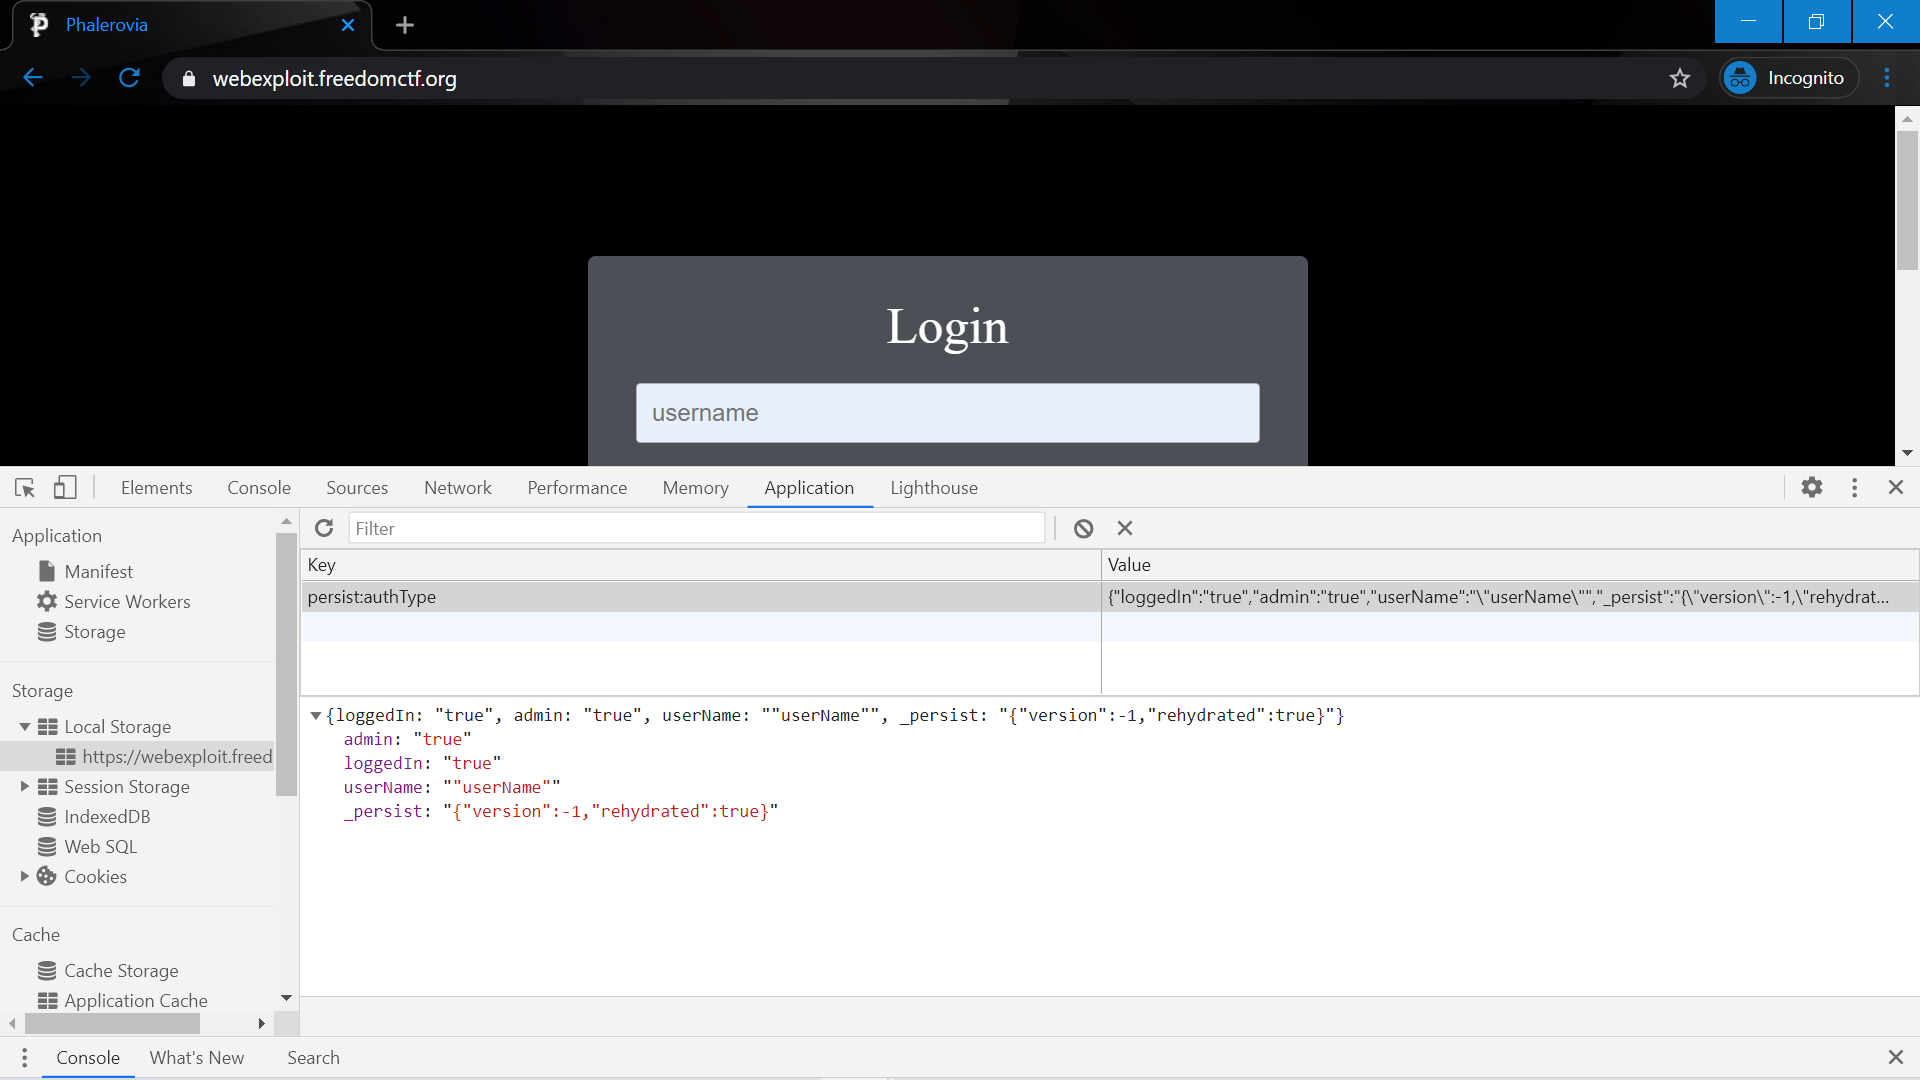 Phalerovia
webexploit.freedomctf.org
Incognito
Login
username
Elements Console Sources Network Performance Memory Application Lighthouse
Application
Manifest
Service Workers
Storage
Storage
Local Storage
https://webexploit.freed
Session Storage
IndexedDB
Web SQL
Cookies
Cache
Cache Storage
Application Cache
Filter
Key Value
persist:authType {"loggedIn":"true","admin":"true","userName":"\"userName\"","_persist":"{\"version\":-1,\"rehydrat...
{loggedIn: "true", admin: "true", userName: ""userName"", _persist: "{"version":-1,"rehydrated":true}"}
admin: "true"
loggedIn: "true"
userName: ""userName""
_persist: "{"version":-1,"rehydrated":true}"
Console What's New Search